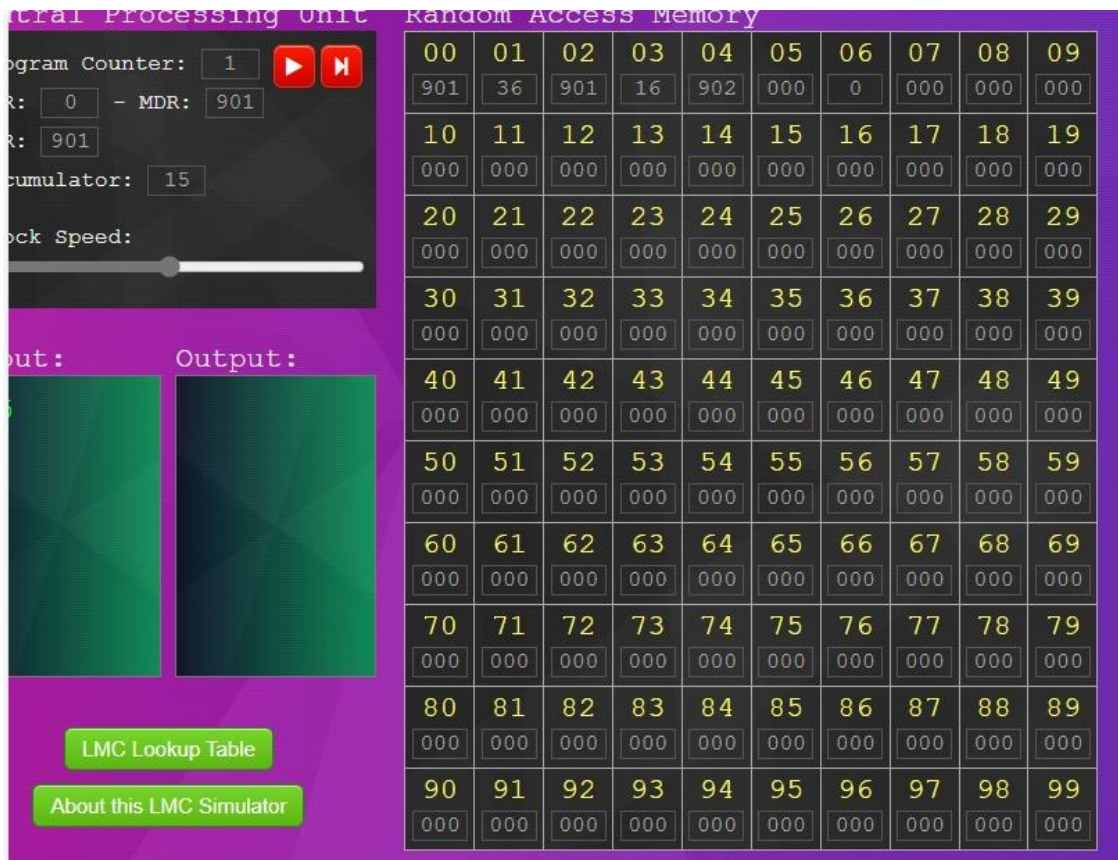 tral Processing Unit
ogram Counter: 1
R: 0 - MDR: 901
R: 901
cumulator: 15
ock Speed:
out:
Output:
LMC Lookup Table
About this LMC Simulator
Random Access Memory
00 01 02 03 04 05 06 07 08 09
901 36 901 16 902 000 0 000 000 000
10 11 12 13 14 15 16 17 18 19
000 000 000 000 000 000 000 000 000 000
20 21 22 23 24 25 26 27 28 29
000 000 000 000 000 000 000 000 000 000
30 31 32 33 34 35 36 37 38 39
000 000 000 000 000 000 000 000 000 000
40 41 42 43 44 45 46 47 48 49
000 000 000 000 000 000 000 000 000 000
50 51 52 53 54 55 56 57 58 59
000 000 000 000 000 000 000 000 000 000
60 61 62 63 64 65 66 67 68 69
000 000 000 000 000 000 000 000 000 000
70 71 72 73 74 75 76 77 78 79
000 000 000 000 000 000 000 000 000 000
80 81 82 83 84 85 86 87 88 89
000 000 000 000 000 000 000 000 000 000
90 91 92 93 94 95 96 97 98 99
000 000 000 000 000 000 000 000 000 000